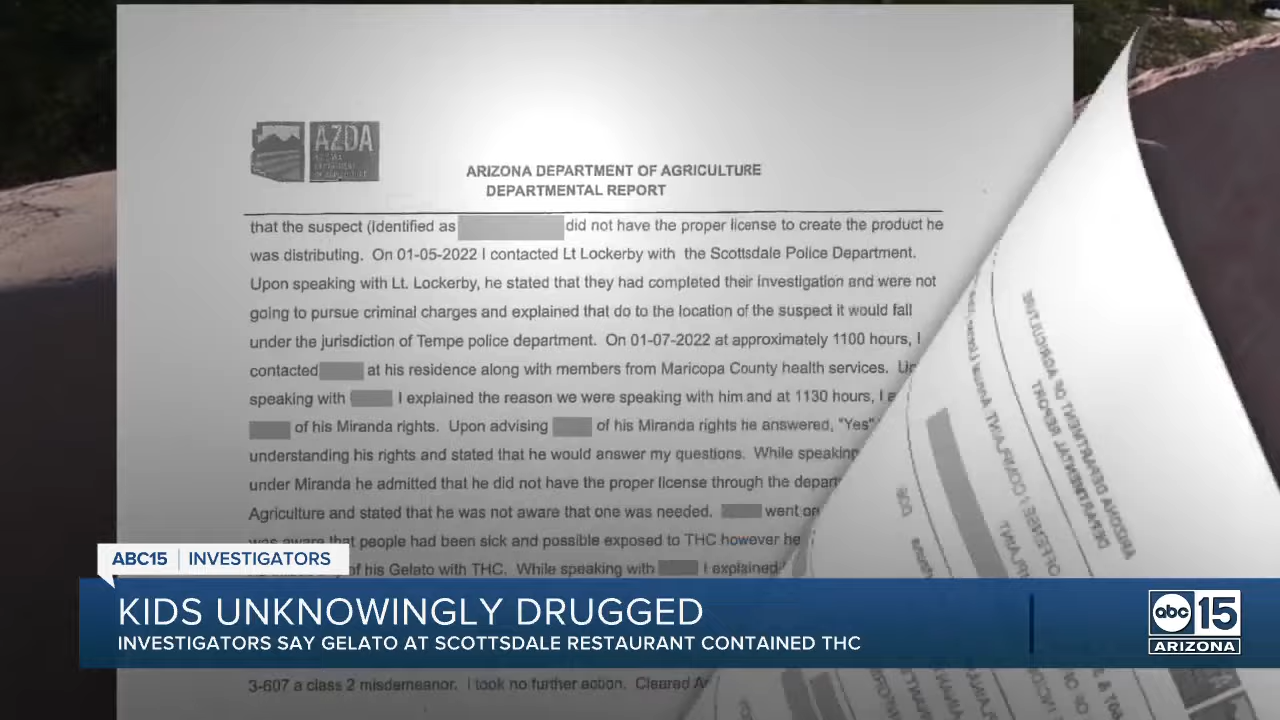 AZDA
ARIZONA DEPARTMENT OF AGRICULTURE
DEPARTMENTAL REPORT
that the suspect (Identified as did not have the proper license to create the product he
was distributing. On 01-05-2022 I contacted Lt Lockerby with the Scottsdale Police Department.
Upon speaking with Lt. Lockerby, he stated that they had completed their investigation and were not
going to pursue criminal charges and explained that do to the location of the suspect it would fall
under the jurisdiction of Tempe police department. On 01-07-2022 at approximately 1100 hours, I
contacted at his residence along with members from Maricopa County health services.
speaking with I explained the reason we were speaking with him and at 1130 hours, I
of his Miranda rights. Upon advising of his Miranda rights he answered, "Yes"
understanding his rights and stated that he would answer my questions. While speaking
under Miranda he admitted that he did not have the proper license through the
Agriculture and stated that he was not aware that one was needed. went
was aware that people had been sick and possible exposed to THC however he
of his Gelato with THC. While speaking with I explained
ABC15 INVESTIGATORS
KIDS UNKNOWINGLY DRUGGED
INVESTIGATORS SAY GELATO AT SCOTTSDALE RESTAURANT CONTAINED THC
abc 15
ARIZONA
3-607 a class 2 misdemeanor. I took no further action. Cleared
ARIZONA DEPARTMENT OF AGRICULTURE
DEPARTMENTAL REPORT